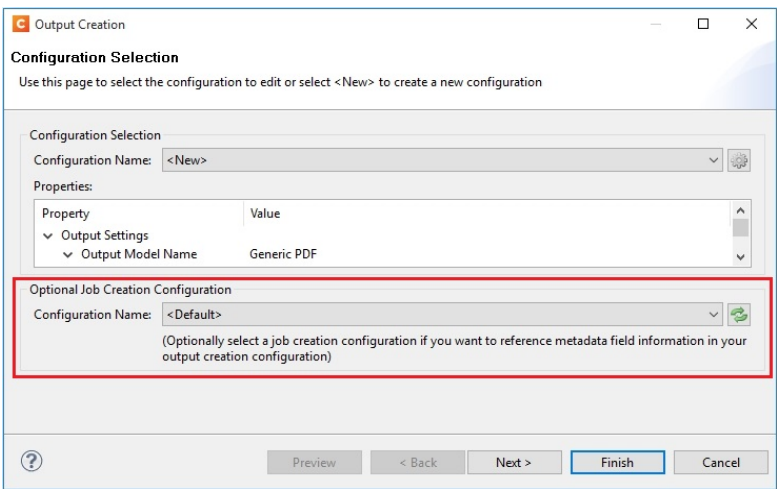 C Output Creation
Configuration Selection
Use this page to select the configuration to edit or select <New> to create a new configuration
Configuration Selection
Configuration Name: <New>
Properties:
Property Value
Output Settings
Output Model Name Generic PDF
Optional Job Creation Configuration
Configuration Name: <Default>
(Optionally select a job creation configuration if you want to reference metadata field information in your
output creation configuration)
? Preview < Back Next > Finish Cancel